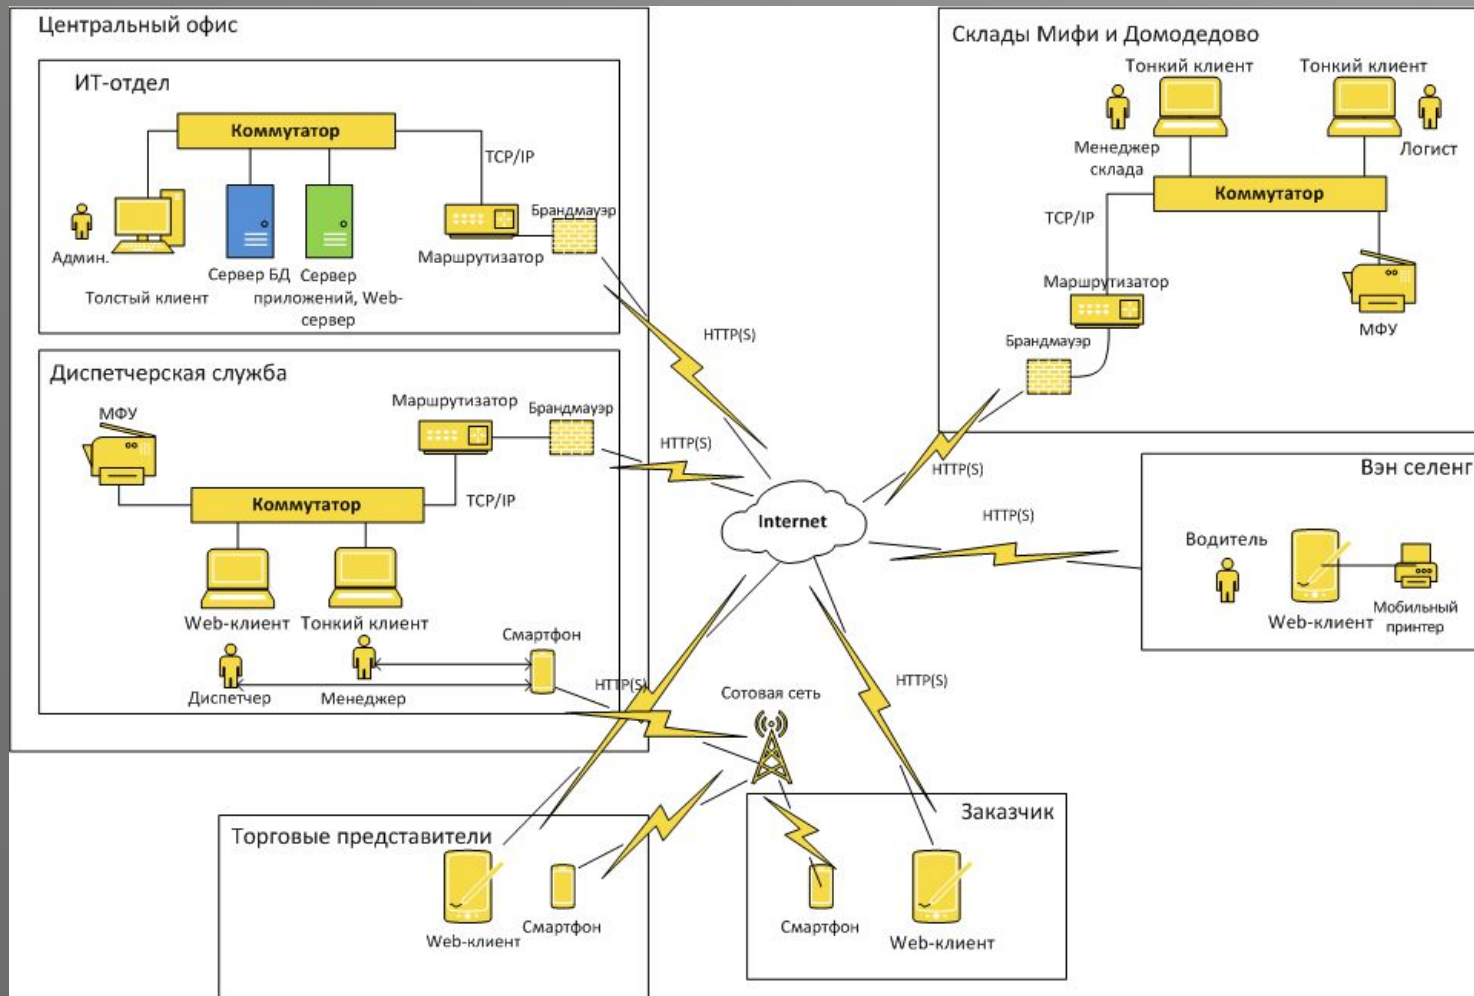 Центральный офис
ИТ-отдел
Коммутатор
TCP/IP
Брандмауэр
Админ.
Маршрутизатор
Сервер БД
Сервер
Толстый клиент
приложений, Web-
сервер
HTTP(S)
Диспетчерская служба
МФУ
Маршрутизатор
Брандмауэр
HTTP(S)
Коммутатор
TCP/IP
Web-клиент
Тонкий клиент
Смартфон
Диспетчер
Менеджер
HTTP(S)
Склады Мифи и Домодедово
Тонкий клиент
Тонкий клиент
Менеджер
склада
Логист
Коммутатор
TCP/IP
Маршрутизатор
МФУ
Брандмауэр
HTTP(S)
Internet
HTTP(S)
Вэн селенг
Водитель
Web-клиент
Мобильный
принтер
HTTP(S)
Сотовая сеть
Торговые представители
Web-клиент
Смартфон
Заказчик
Смартфон
Web-клиент